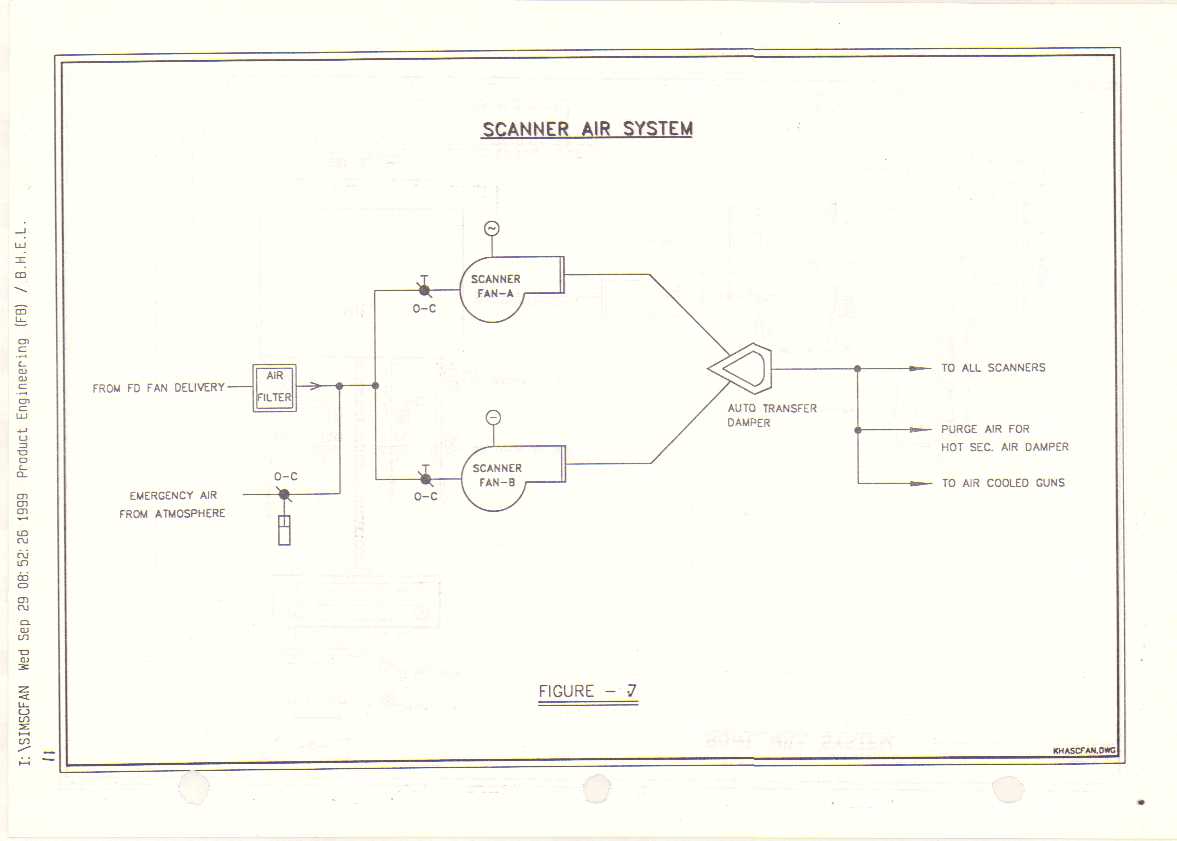 SCANNER AIR SYSTEM
SCANNER
FAN-A
O-C
FROM FD FAN DELIVERY
AIR
FILTER
AUTO TRANSFER
DAMPER
TO ALL SCANNERS
PURGE AIR FOR
HOT SEC. AIR DAMPER
TO AIR COOLED GUNS
SCANNER
FAN-B
O-C
O-C
EMERGENCY AIR
FROM ATMOSPHERE
FIGURE - 7
KHASCFAN.DWG
I:\SIMSCFAN Wed Sep 29 08:52:26 1999 Product Engineering (FB) / B.H.E.L.
11